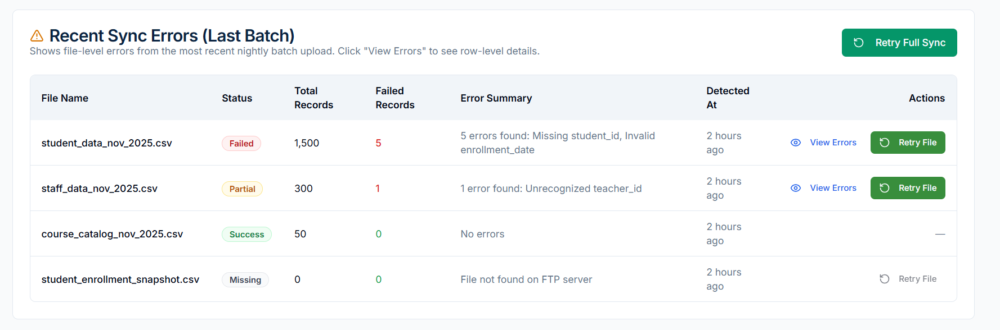 Recent Sync Errors (Last Batch)
Shows file-level errors from the most recent nightly batch upload. Click "View Errors" to see row-level details.
Retry Full Sync
File Name Status Total Records Failed Records Error Summary Detected At Actions
student_data_nov_2025.csv Failed 1,500 5 5 errors found: Missing student_id, Invalid enrollment_date 2 hours ago View Errors Retry File
staff_data_nov_2025.csv Partial 300 1 1 error found: Unrecognized teacher_id 2 hours ago View Errors Retry File
course_catalog_nov_2025.csv Success 50 0 No errors 2 hours ago —
student_enrollment_snapshot.csv Missing 0 0 File not found on FTP server 2 hours ago Retry File